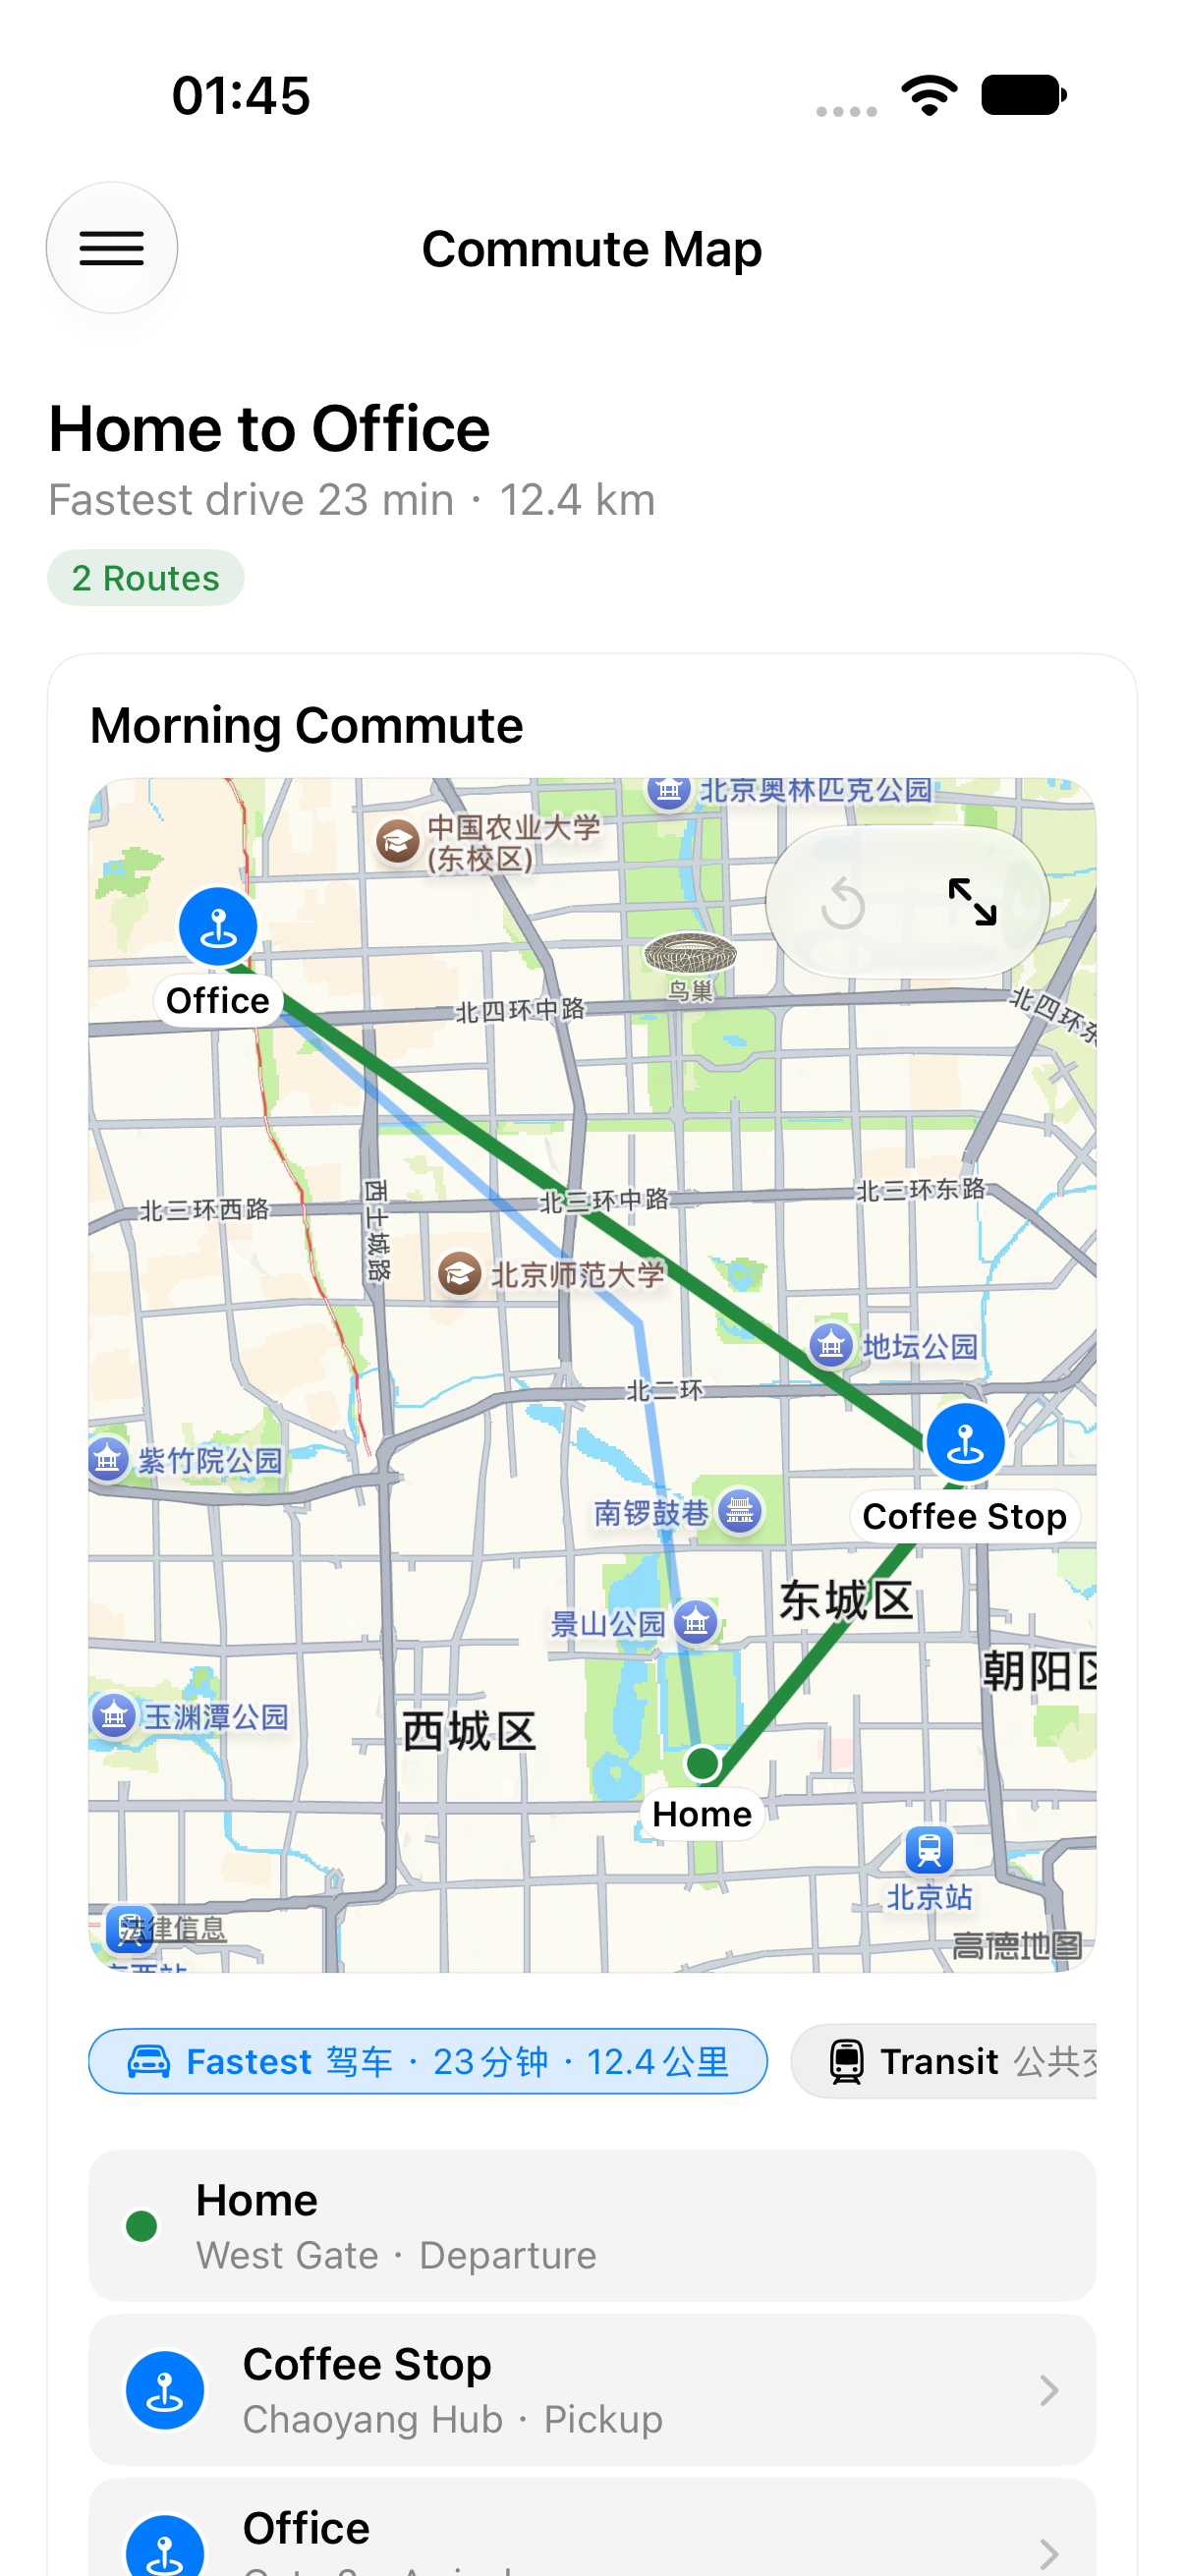 01:45
Commute Map
Home to Office
Fastest drive 23 min · 12.4 km
2 Routes
Morning Commute
北京奥林匹克公园
中国农业大学
(东校区)
鸟巢
Office
北四环中路
北四环东
北三环西路
西土城路
北三环中路
北三环东路
北京师范大学
地坛公园
北二环
紫竹院公园
南锣鼓巷
Coffee Stop
东城区
景山公园
朝阳区
玉渊潭公园
西城区
Home
北京站
法律信息
高德地图
Fastest 驾车 · 23分钟 · 12.4公里
Transit 公共
Home
West Gate · Departure
Coffee Stop
Chaoyang Hub · Pickup
Office